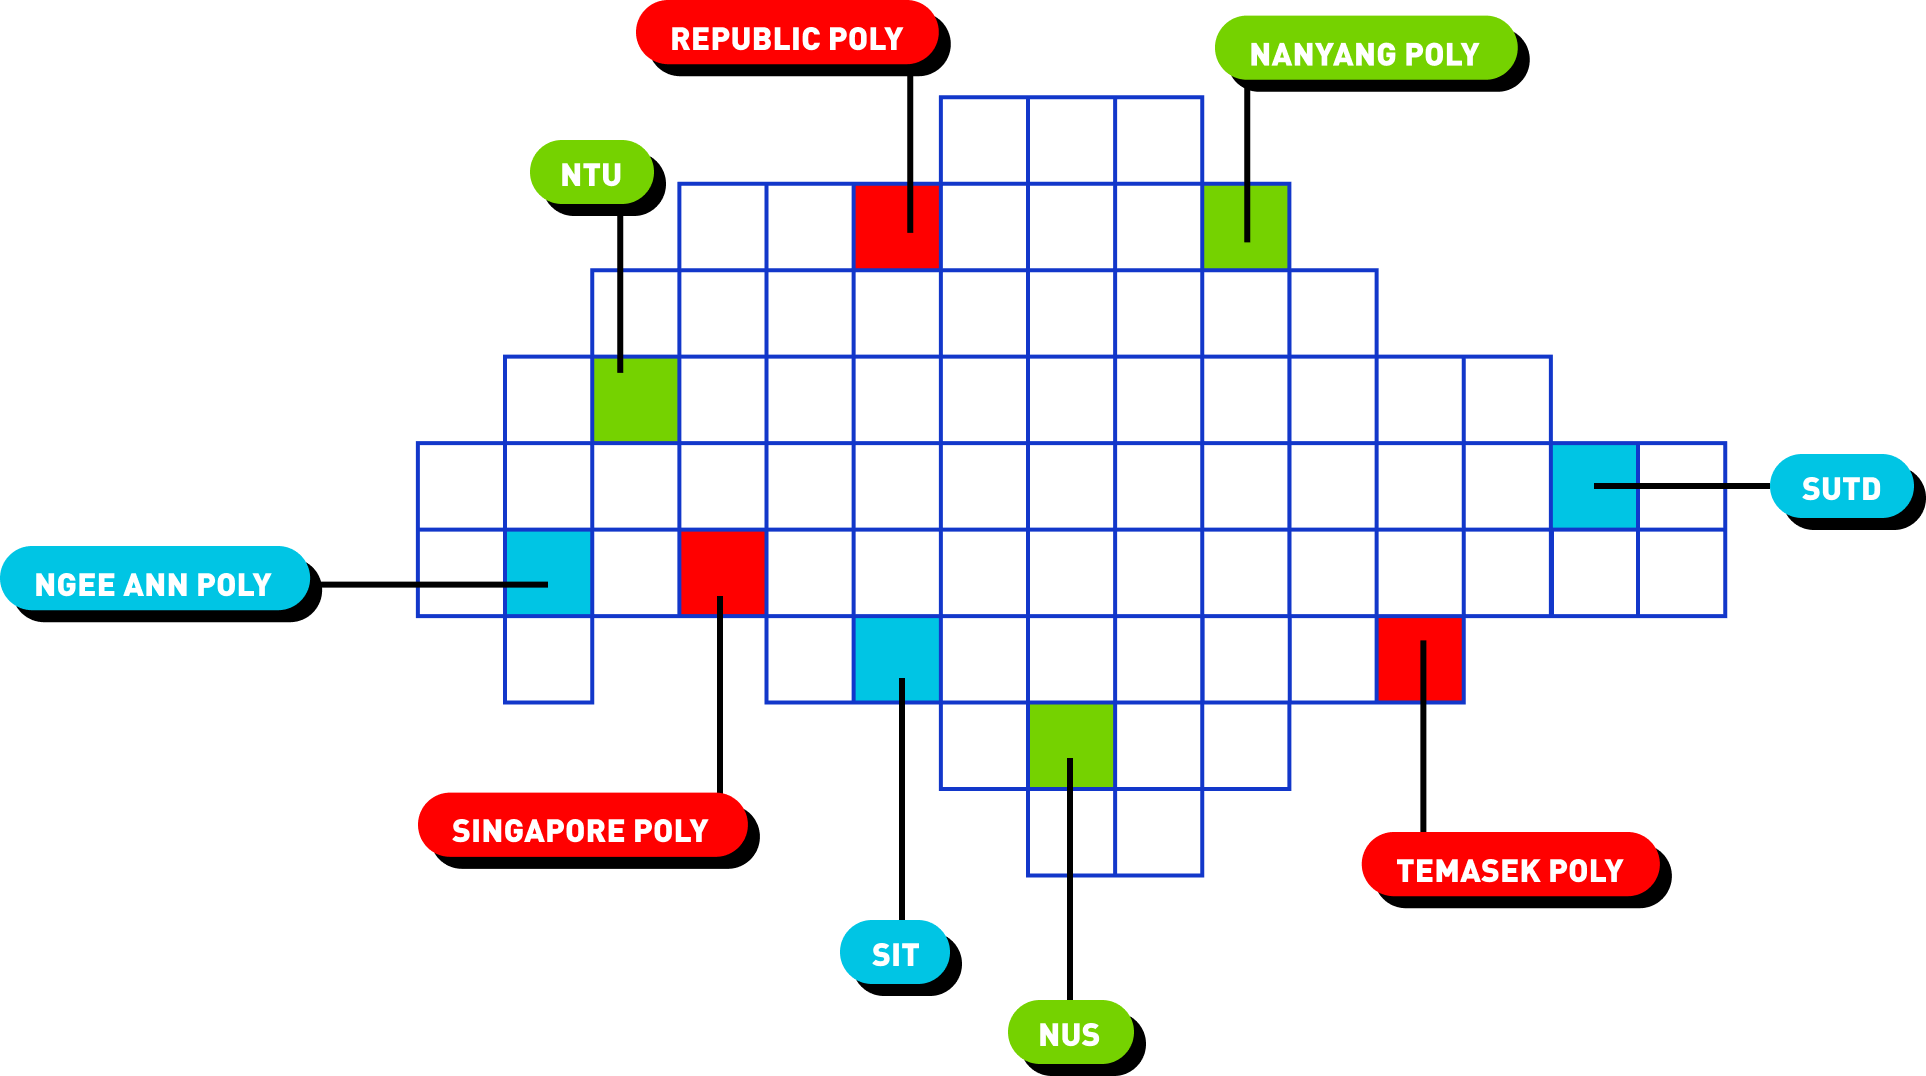 REPUBLIC POLY
NANYANG POLY
NTU
SUTD
NGEE ANN POLY
SINGAPORE POLY
TEMASEK POLY
SIT
NUS